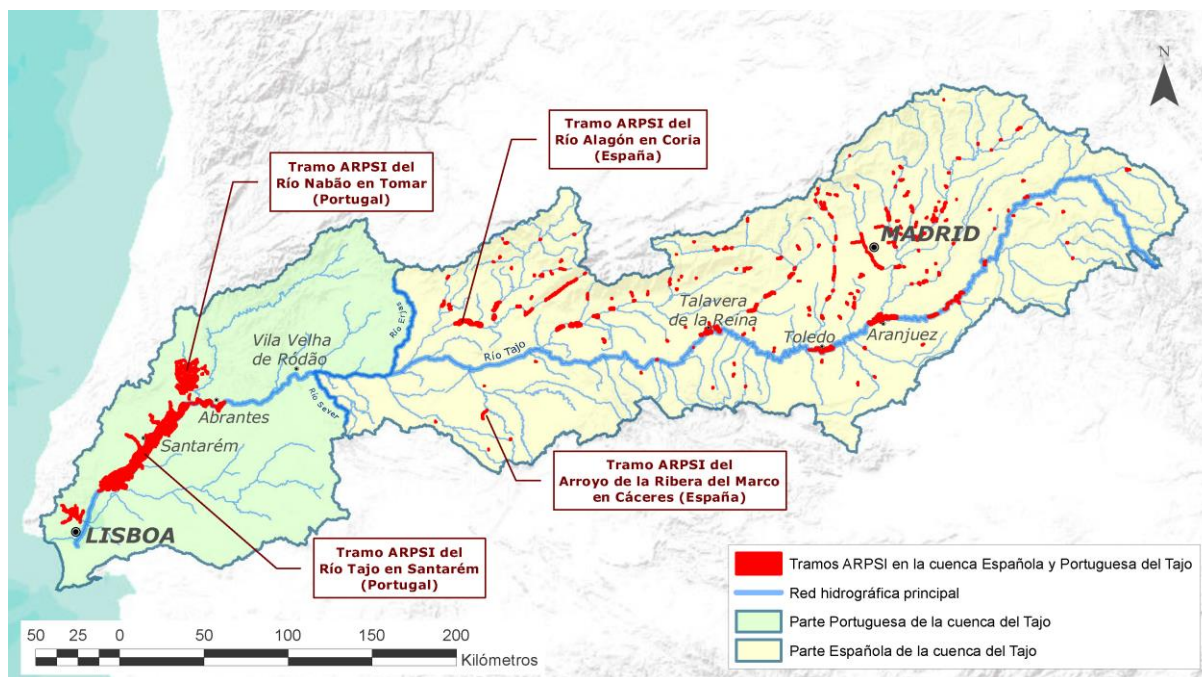 N
Tramo ARPSI del
Río Alagón en Coria
(España)
Tramo ARPSI del
Río Nabão en Tomar
(Portugal)
MADRID
Río Erjas
Talavera
de la Reina
Vila Velha
de Ródão
Río Tajo
Toledo
Aranjuez
Río Sever
Abrantes
Santarém
Tramo ARPSI del
Arroyo de la Ribera del Marco
en Cáceres (España)
LISBOA
Tramo ARPSI del
Río Tajo en Santarém
(Portugal)
Tramos ARPSI en la cuenca Española y Portuguesa del Tajo
Red hidrográfica principal
Parte Portuguesa de la cuenca del Tajo
Parte Española de la cuenca del Tajo
50 25 0 50 100 150 200
Kilómetros